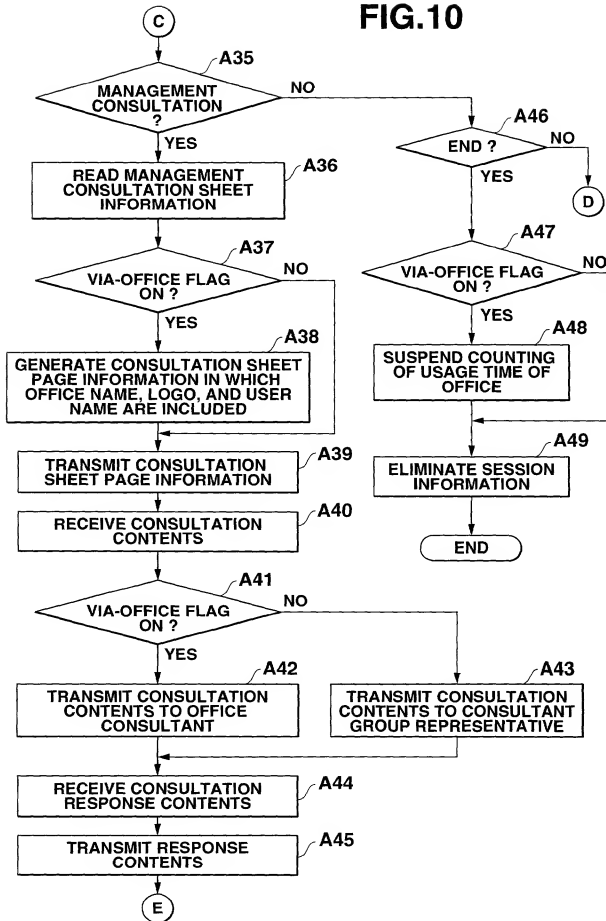 FIG.10
C
A35
MANAGEMENT
CONSULTATION
?
NO
YES
A36
READ MANAGEMENT
CONSULTATION SHEET
INFORMATION
A37
VIA-OFFICE FLAG
ON ?
NO
YES
A38
GENERATE CONSULTATION SHEET
PAGE INFORMATION IN WHICH
OFFICE NAME, LOGO, AND USER
NAME ARE INCLUDED
A39
TRANSMIT CONSULTATION
SHEET PAGE INFORMATION
A40
RECEIVE CONSULTATION
CONTENTS
A41
VIA-OFFICE FLAG
ON ?
NO
YES
A42
TRANSMIT CONSULTATION
CONTENTS TO OFFICE
CONSULTANT
A43
TRANSMIT CONSULTATION
CONTENTS TO CONSULTANT
GROUP REPRESENTATIVE
A44
RECEIVE CONSULTATION
RESPONSE CONTENTS
A45
TRANSMIT RESPONSE
CONTENTS
E
A46
END ?
NO
D
YES
A47
VIA-OFFICE FLAG
ON ?
NO
YES
A48
SUSPEND COUNTING
OF USAGE TIME OF
OFFICE
A49
ELIMINATE SESSION
INFORMATION
END